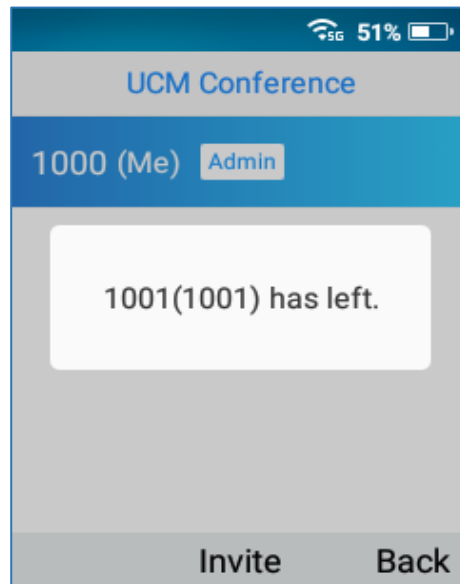 5G 51%
UCM Conference
1000 (Me) Admin
1001(1001) has left.
Invite Back